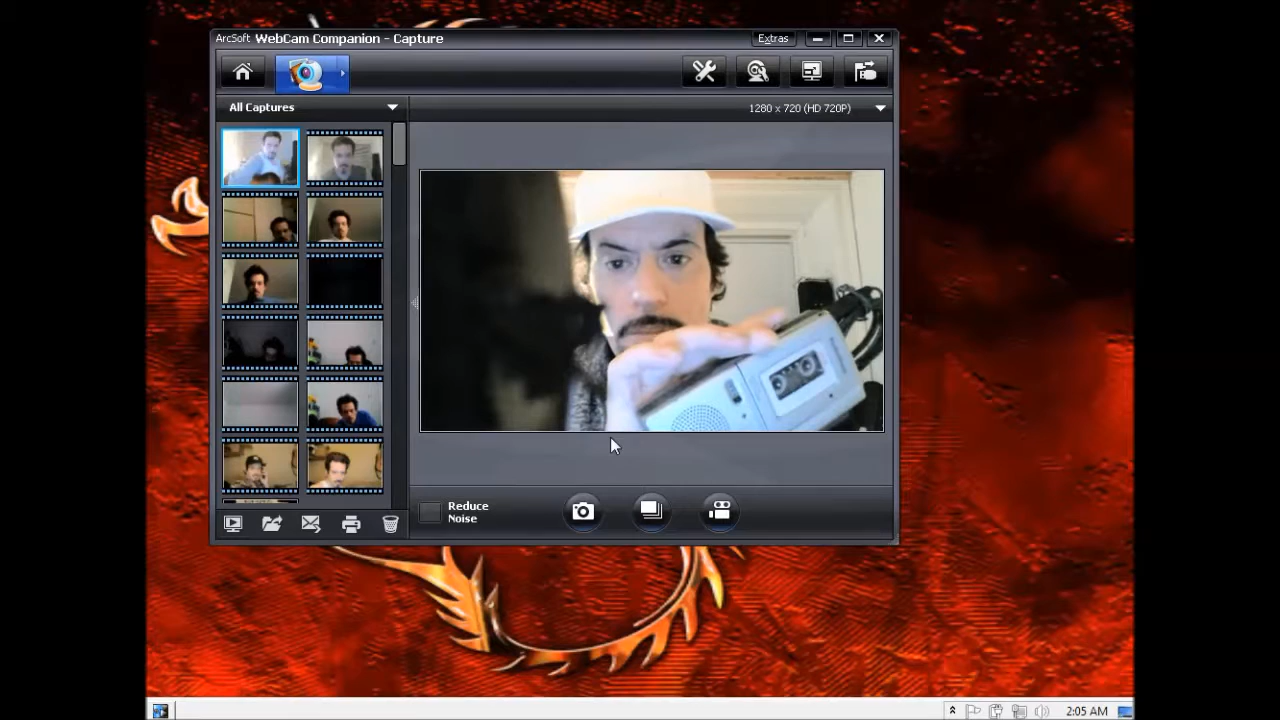 ArcSoft WebCam Companion - Capture
Extras
All Captures
1280 x 720 (HD 720P)
Reduce
Noise
2:05 AM